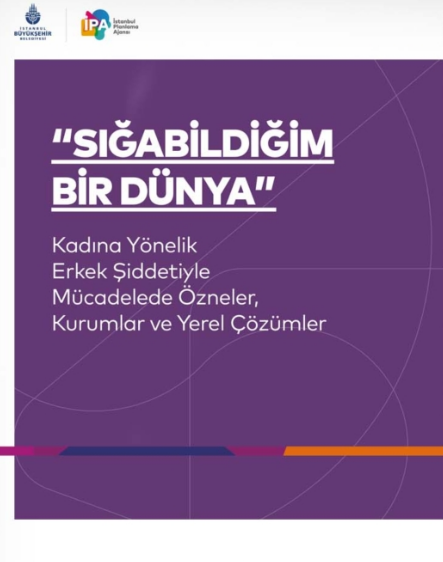 İSTANBUL
BÜYÜKŞEHİR
BELEDİYESİ
İPA
İstanbul
Planlama
Ajansı
“SIĞABİLDİĞİM
BİR DÜNYA”
Kadına Yönelik
Erkek Şiddetiyle
Mücadelede Özneler,
Kurumlar ve Yerel Çözümler